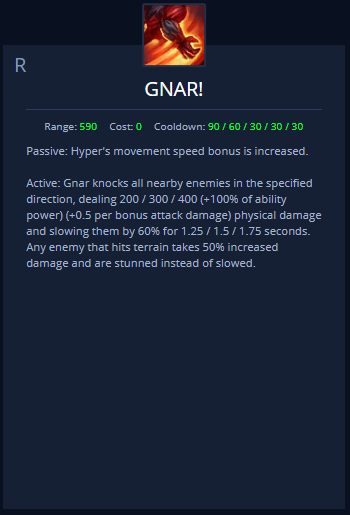 R
GNAR!
Range: 590 Cost: 0 Cooldown: 90 / 60 / 30 / 30 / 30
Passive: Hyper's movement speed bonus is increased.
Active: Gnar knocks all nearby enemies in the specified
direction, dealing 200 / 300 / 400 (+100% of ability
power) (+0.5 per bonus attack damage) physical damage
and slowing them by 60% for 1.25 / 1.5 / 1.75 seconds.
Any enemy that hits terrain takes 50% increased
damage and are stunned instead of slowed.